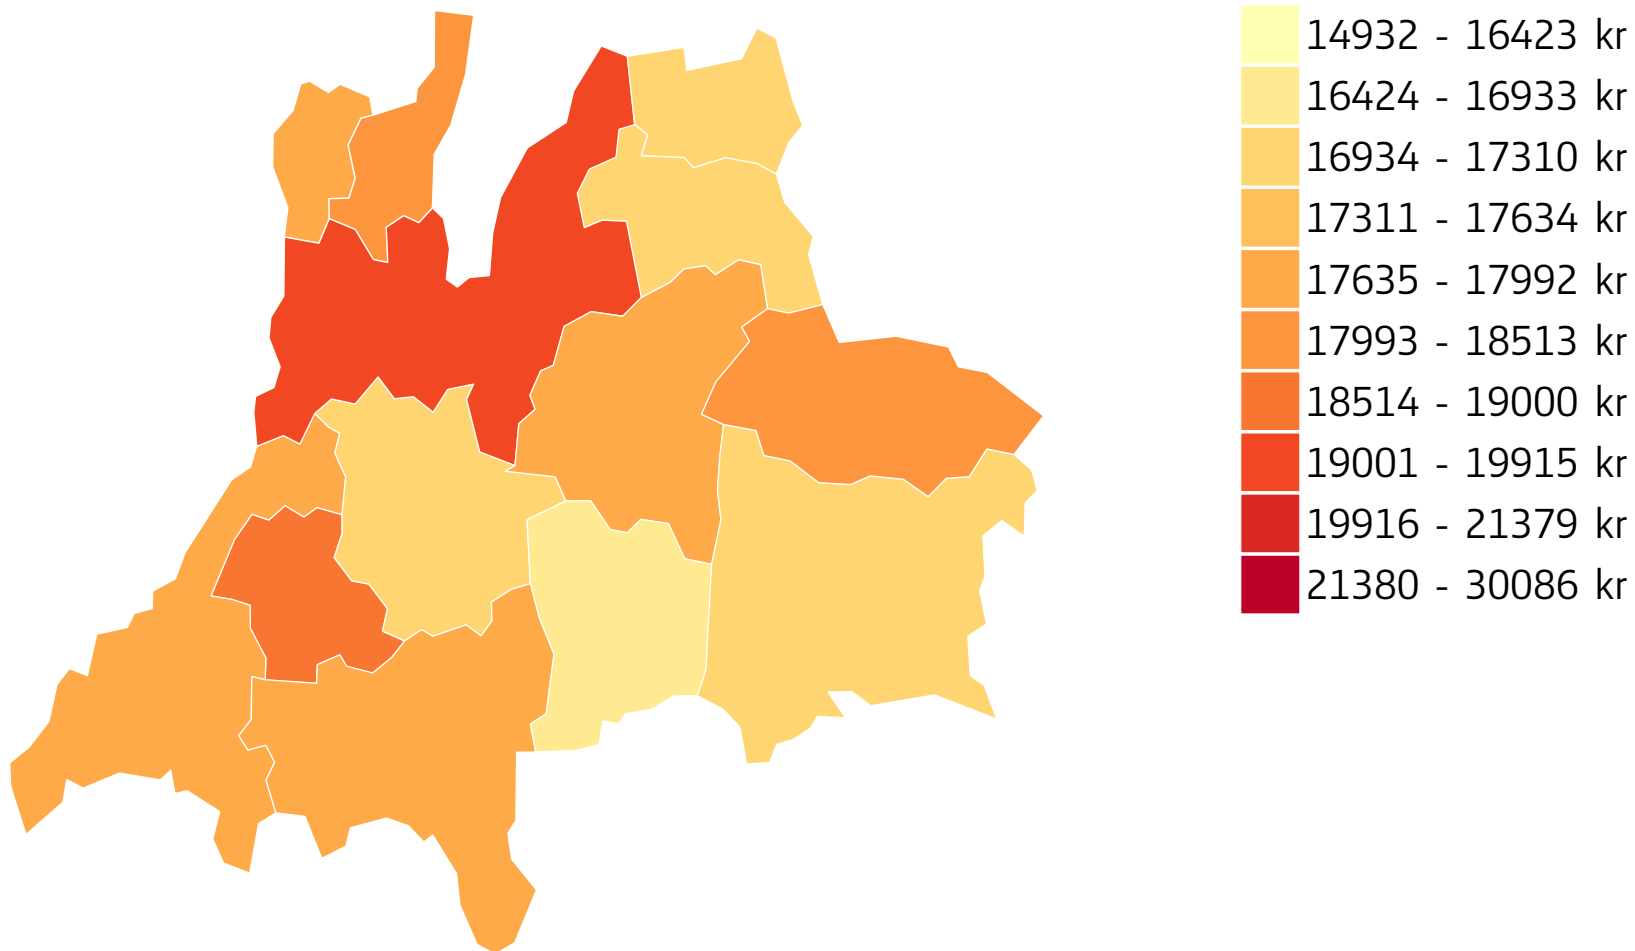 14932 - 16423 kr
16424 - 16933 kr
16934 - 17310 kr
17311 - 17634 kr
17635 - 17992 kr
17993 - 18513 kr
18514 - 19000 kr
19001 - 19915 kr
19916 - 21379 kr
21380 - 30086 kr